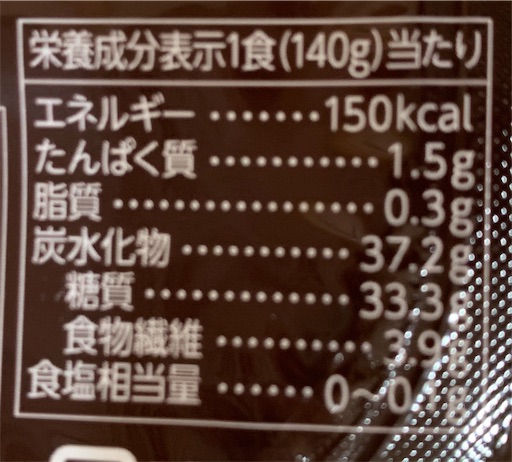 栄養成分表示1食(140g)当たり
エネルギー ・・・・・・・ 150kcal
たんぱく質 ・・・・・・・・・・・ 1.5g
脂質 ・・・・・・・・・・・・・・・・ 0.3g
炭水化物 ・・・・・・・・・・・ 37.2g
糖質 ・・・・・・・・・・・・・ 33.3g
食物繊維 ・・・・・・・・・・ 3.9g
食塩相当量 ・・・・・・ 0〜0.